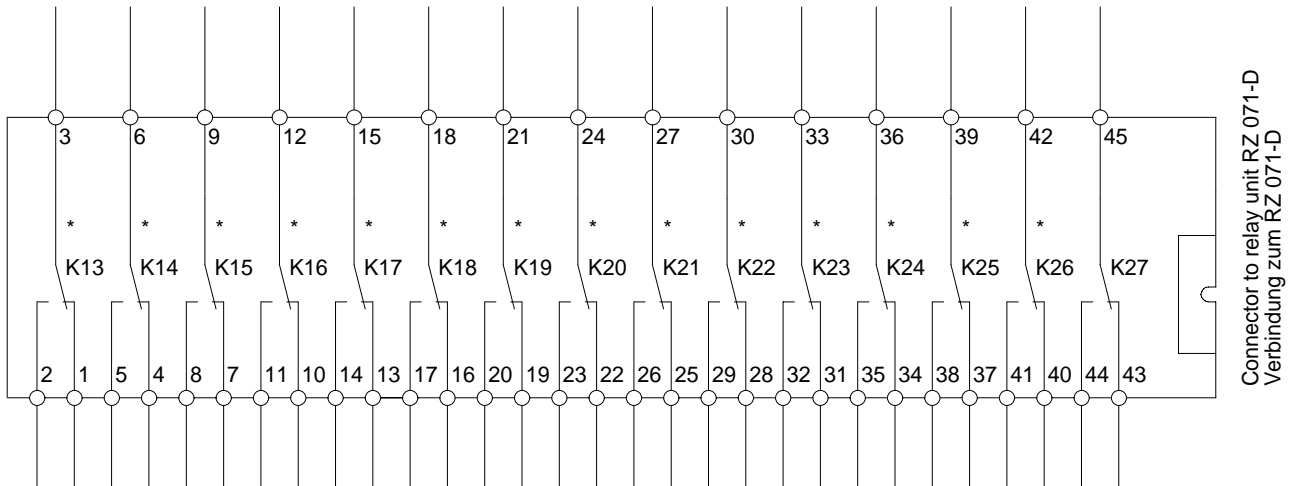 3 6 9 12 15 18 21 24 27 30 33 36 39 42 45
* * * * * * * * * * * * * *
K13 K14 K15 K16 K17 K18 K19 K20 K21 K22 K23 K24 K25 K26 K27
2 1 5 4 8 7 11 10 14 13 17 16 20 19 23 22 26 25 29 28 32 31 35 34 38 37 41 40 44 43
Connector to relay unit RZ 071-D
Verbindung zum RZ 071-D